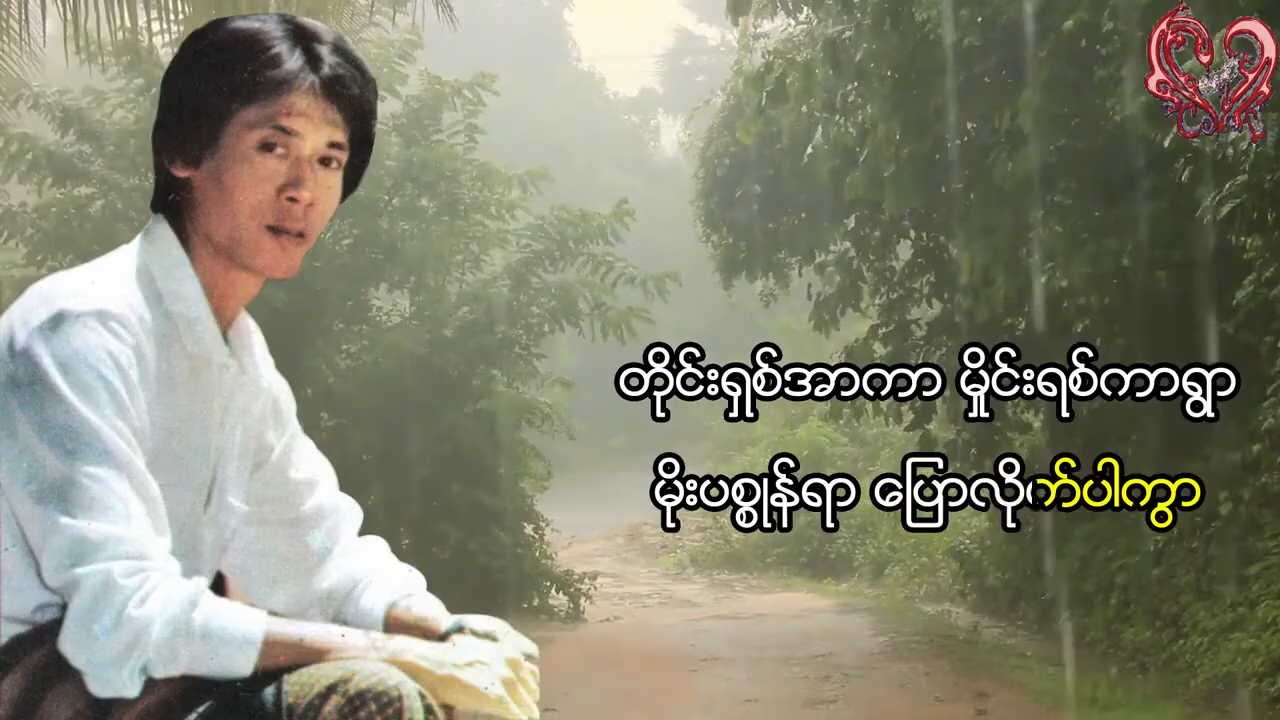 တိုင်းရှစ်အာကာ မှိုင်းရစ်ကာရွာ
မိုးပစ္စုန်ရာ ပြောလိုက်ပါကွာ